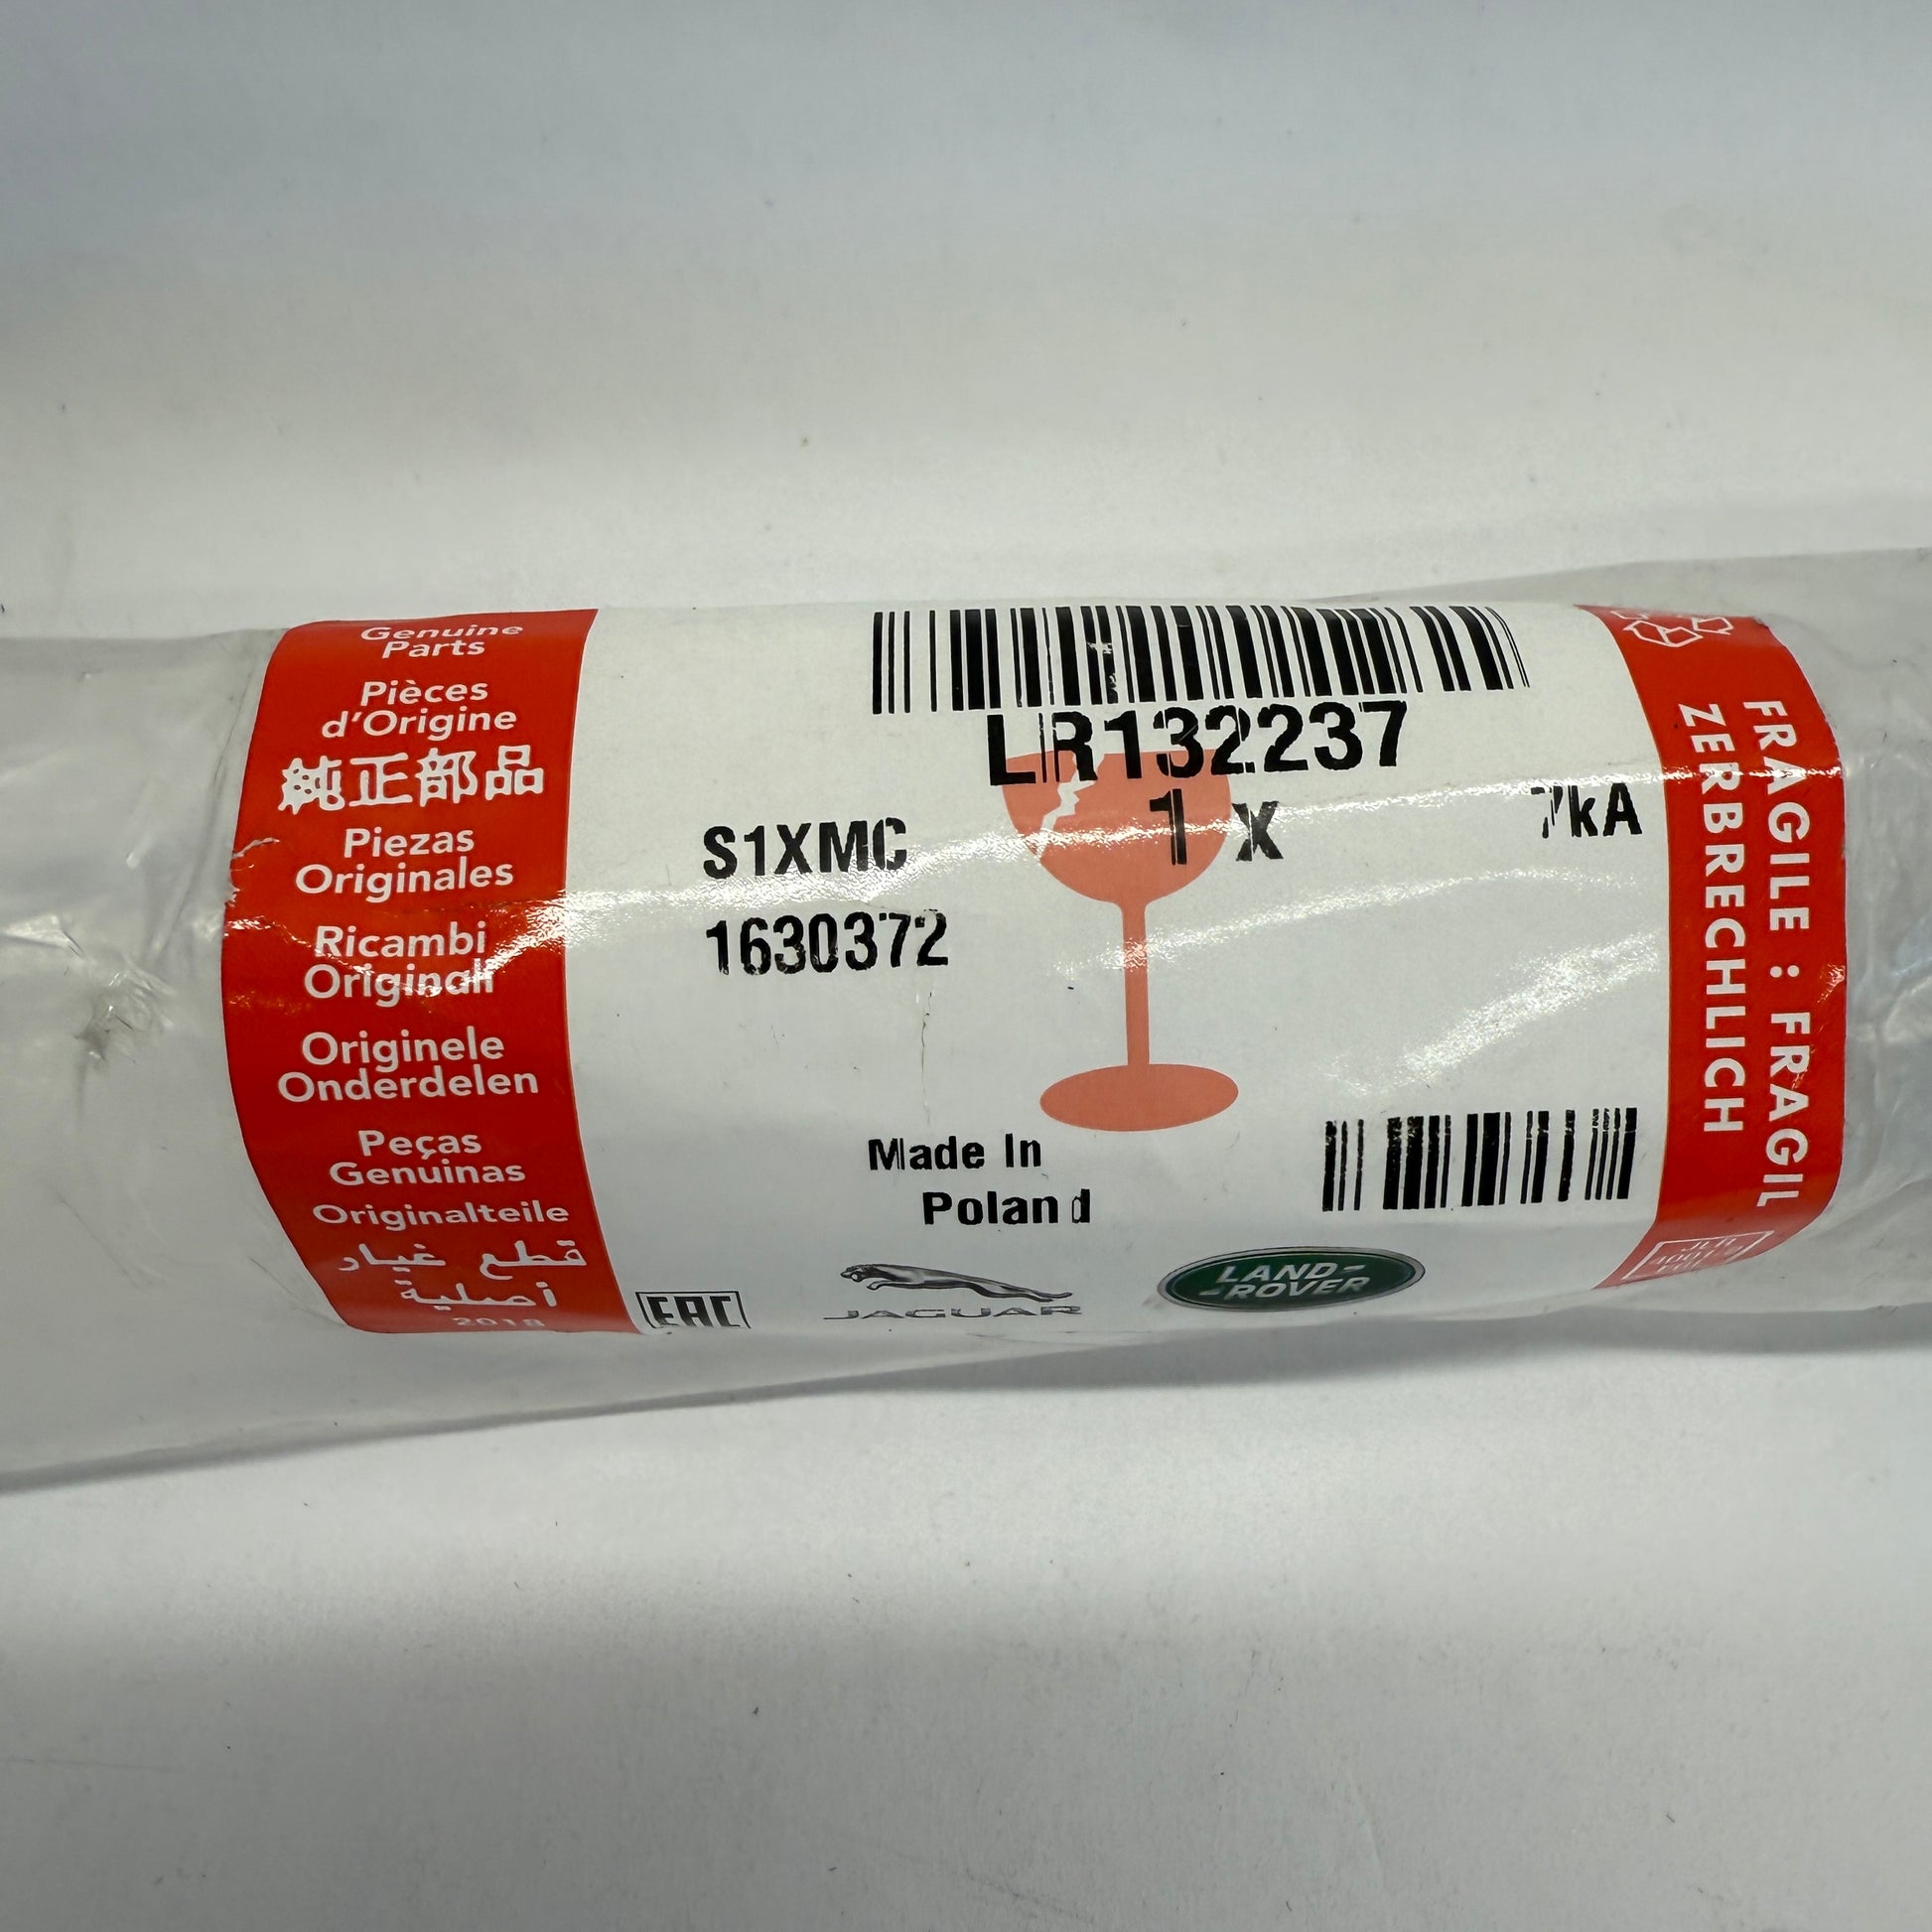 Genuine
Parts
Pièces
d'Origine
純正部品
Piezas
Originales
Ricambi
Originali
Originele
Onderdelen
Peças
Genuinas
Originalteile
قطع غيار
أصلية
2018
LR132237
1 x
7kA
S1XMC
1630372
Made In
Poland
EAC
JAGUAR
LAND-
-ROVER
FRAGILE : FRAGIL
ZERBRECHLICH